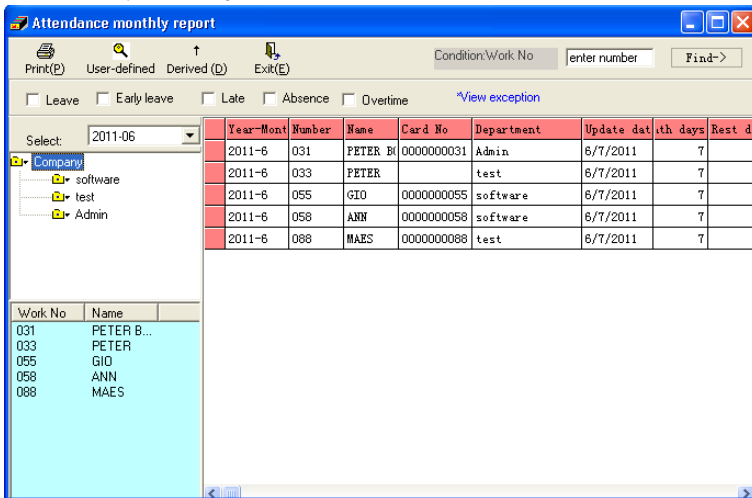 Attendance monthly report
Print(P) User-defined Derived (D) Exit(E) Condition:Work No enter number Find->
Leave Early leave Late Absence Overtime *View exception
Select: 2011-06
Company
software
test
Admin
Year-Mont Number Name Card No Department Update dat th days Rest d
2011-6 031 PETER B 0000000031 Admin 6/7/2011 7
2011-6 033 PETER test 6/7/2011 7
2011-6 055 GIO 0000000055 software 6/7/2011 7
2011-6 058 ANN 0000000058 software 6/7/2011 7
2011-6 088 MAES 0000000088 test 6/7/2011 7
Work No Name
031 PETER B...
033 PETER
055 GIO
058 ANN
088 MAES